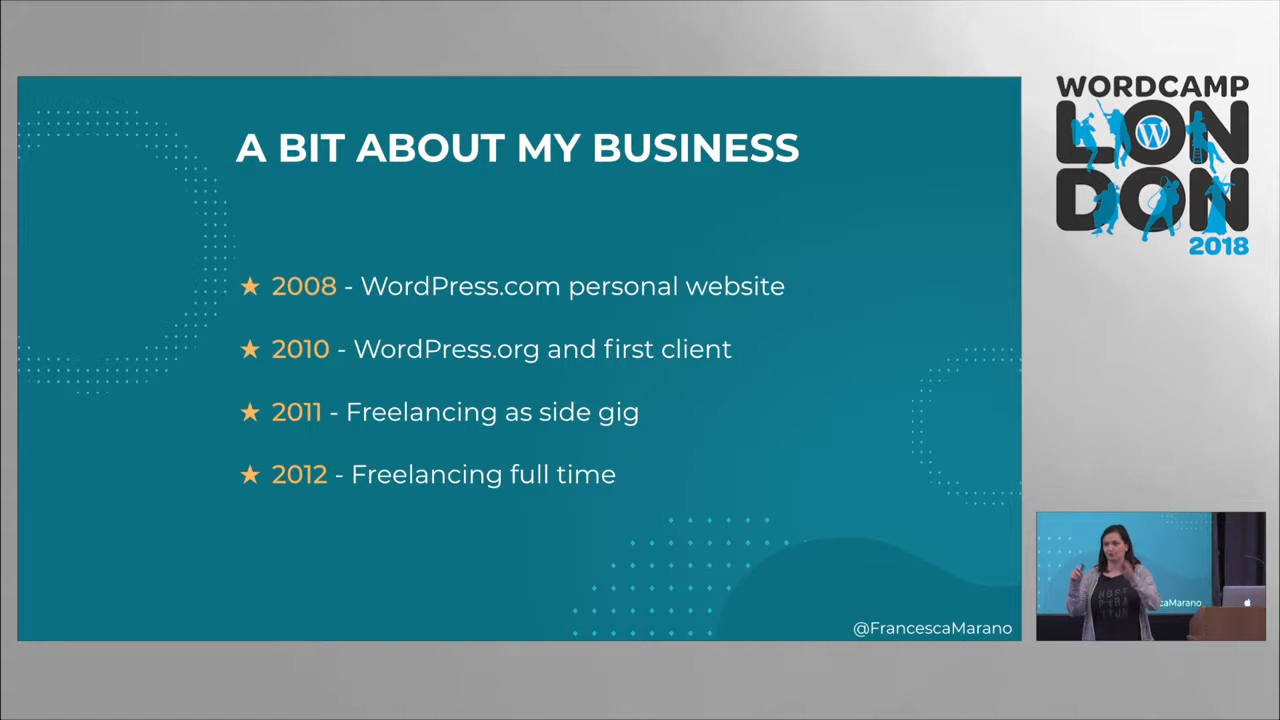 A BIT ABOUT MY BUSINESS
★ 2008 - WordPress.com personal website
★ 2010 - WordPress.org and first client
★ 2011 - Freelancing as side gig
★ 2012 - Freelancing full time
@FrancescaMarano
WORDCAMP
LON
DON
2018
caMarano